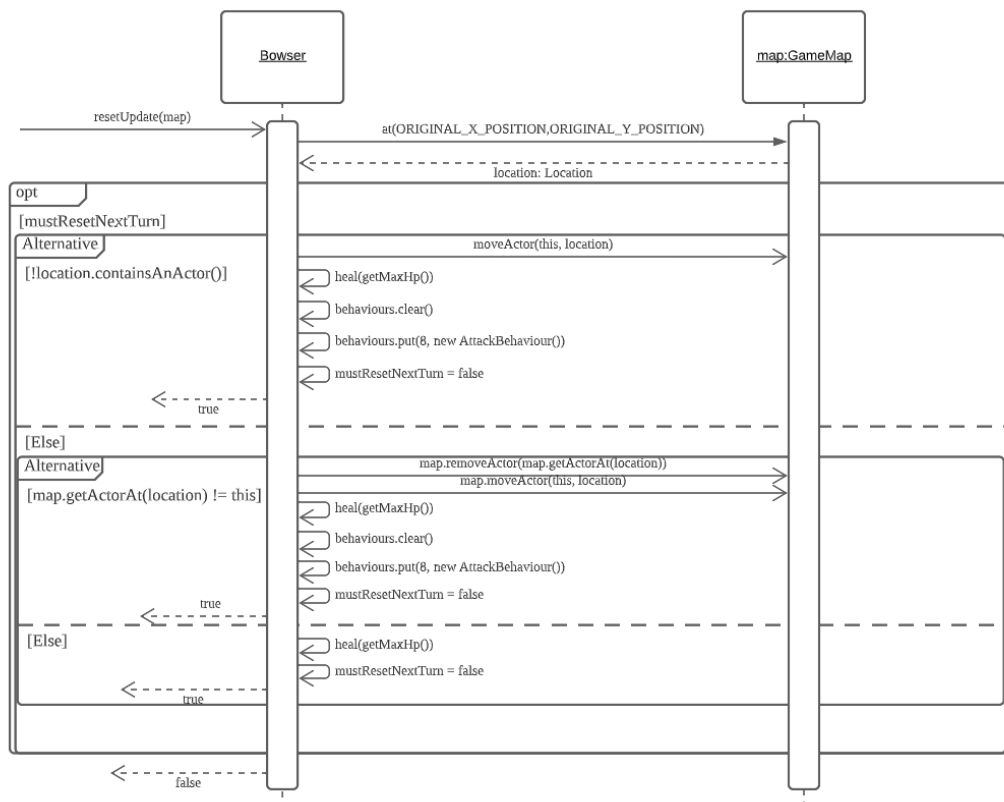 Bowser
map:GameMap
resetUpdate(map)
at(ORIGINAL_X_POSITION,ORIGINAL_Y_POSITION)
location: Location
opt
[mustResetNextTurn]
Alternative
moveActor(this, location)
[!location.containsAnActor()]
heal(getMaxHp())
behaviours.clear()
behaviours.put(8, new AttackBehaviour())
mustResetNextTurn = false
true
[Else]
Alternative
map.removeActor(map.getActorAt(location))
map.moveActor(this, location)
[map.getActorAt(location) != this]
heal(getMaxHp())
behaviours.clear()
behaviours.put(8, new AttackBehaviour())
mustResetNextTurn = false
true
[Else]
heal(getMaxHp())
mustResetNextTurn = false
true
false